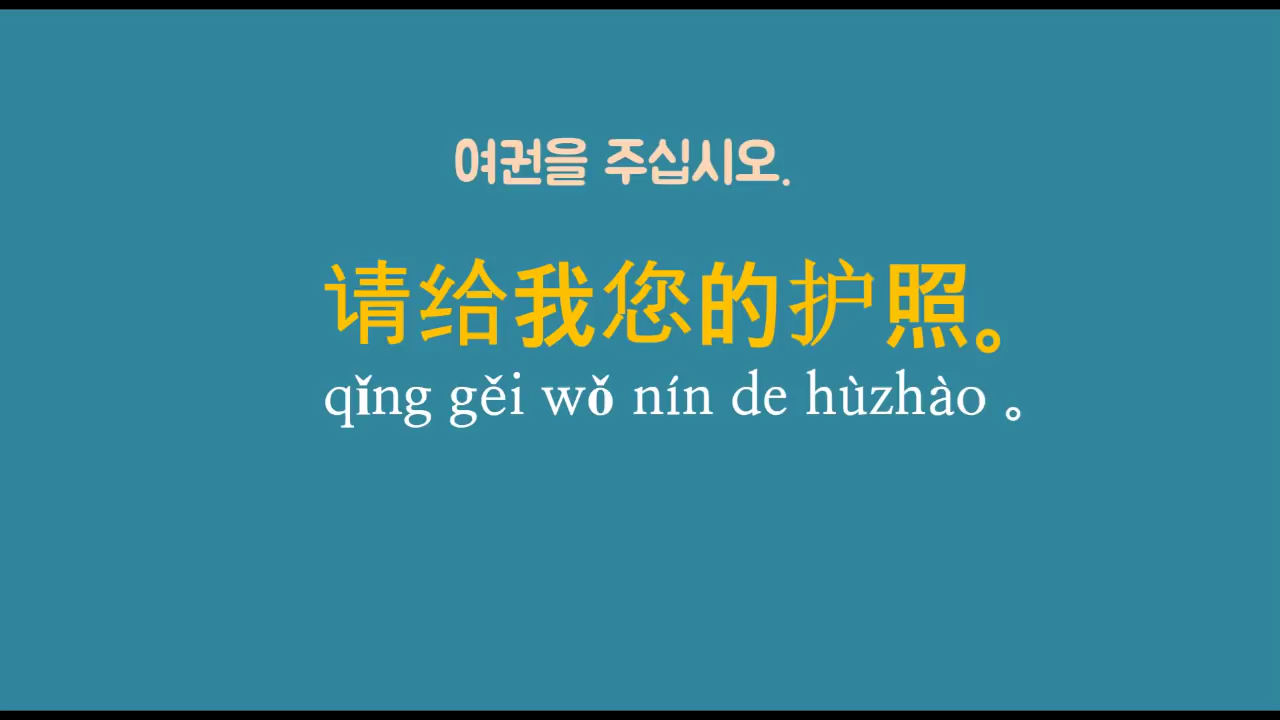 여권을 주십시오.
请给我您的护照。
qǐng gěi wǒ nín de hùzhào 。